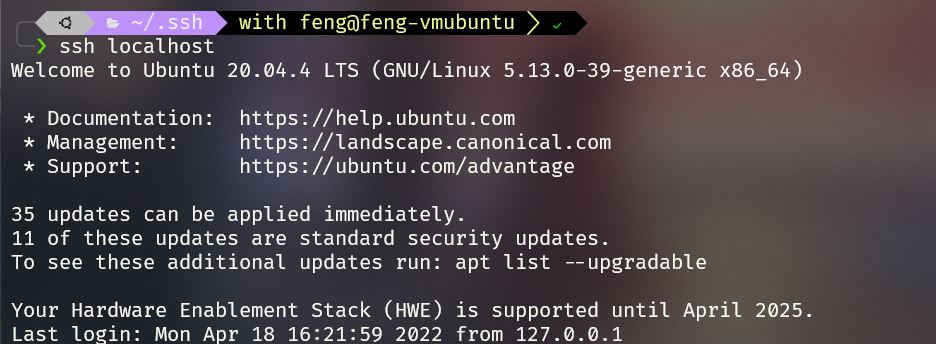 ~/.ssh with feng@feng-vmubuntu ✓
❯ ssh localhost
Welcome to Ubuntu 20.04.4 LTS (GNU/Linux 5.13.0-39-generic x86_64)
* Documentation: https://help.ubuntu.com
* Management: https://landscape.canonical.com
* Support: https://ubuntu.com/advantage
35 updates can be applied immediately.
11 of these updates are standard security updates.
To see these additional updates run: apt list --upgradable
Your Hardware Enablement Stack (HWE) is supported until April 2025.
Last login: Mon Apr 18 16:21:59 2022 from 127.0.0.1